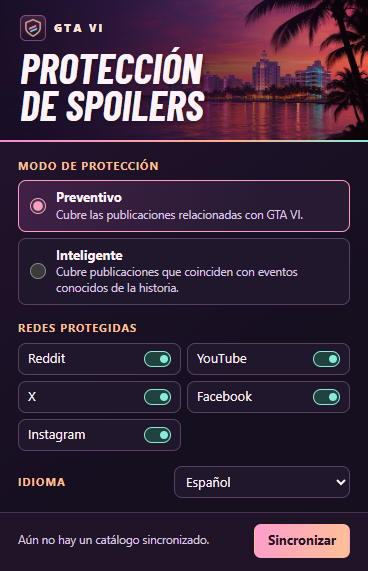 GTA VI
PROTECCIÓN
DE SPOILERS
MODO DE PROTECCIÓN
Preventivo
Cubre las publicaciones relacionadas con GTA VI.
Inteligente
Cubre publicaciones que coinciden con eventos
conocidos de la historia.
REDES PROTEGIDAS
Reddit
YouTube
X
Facebook
Instagram
IDIOMA
Español
Aún no hay un catálogo sincronizado.
Sincronizar